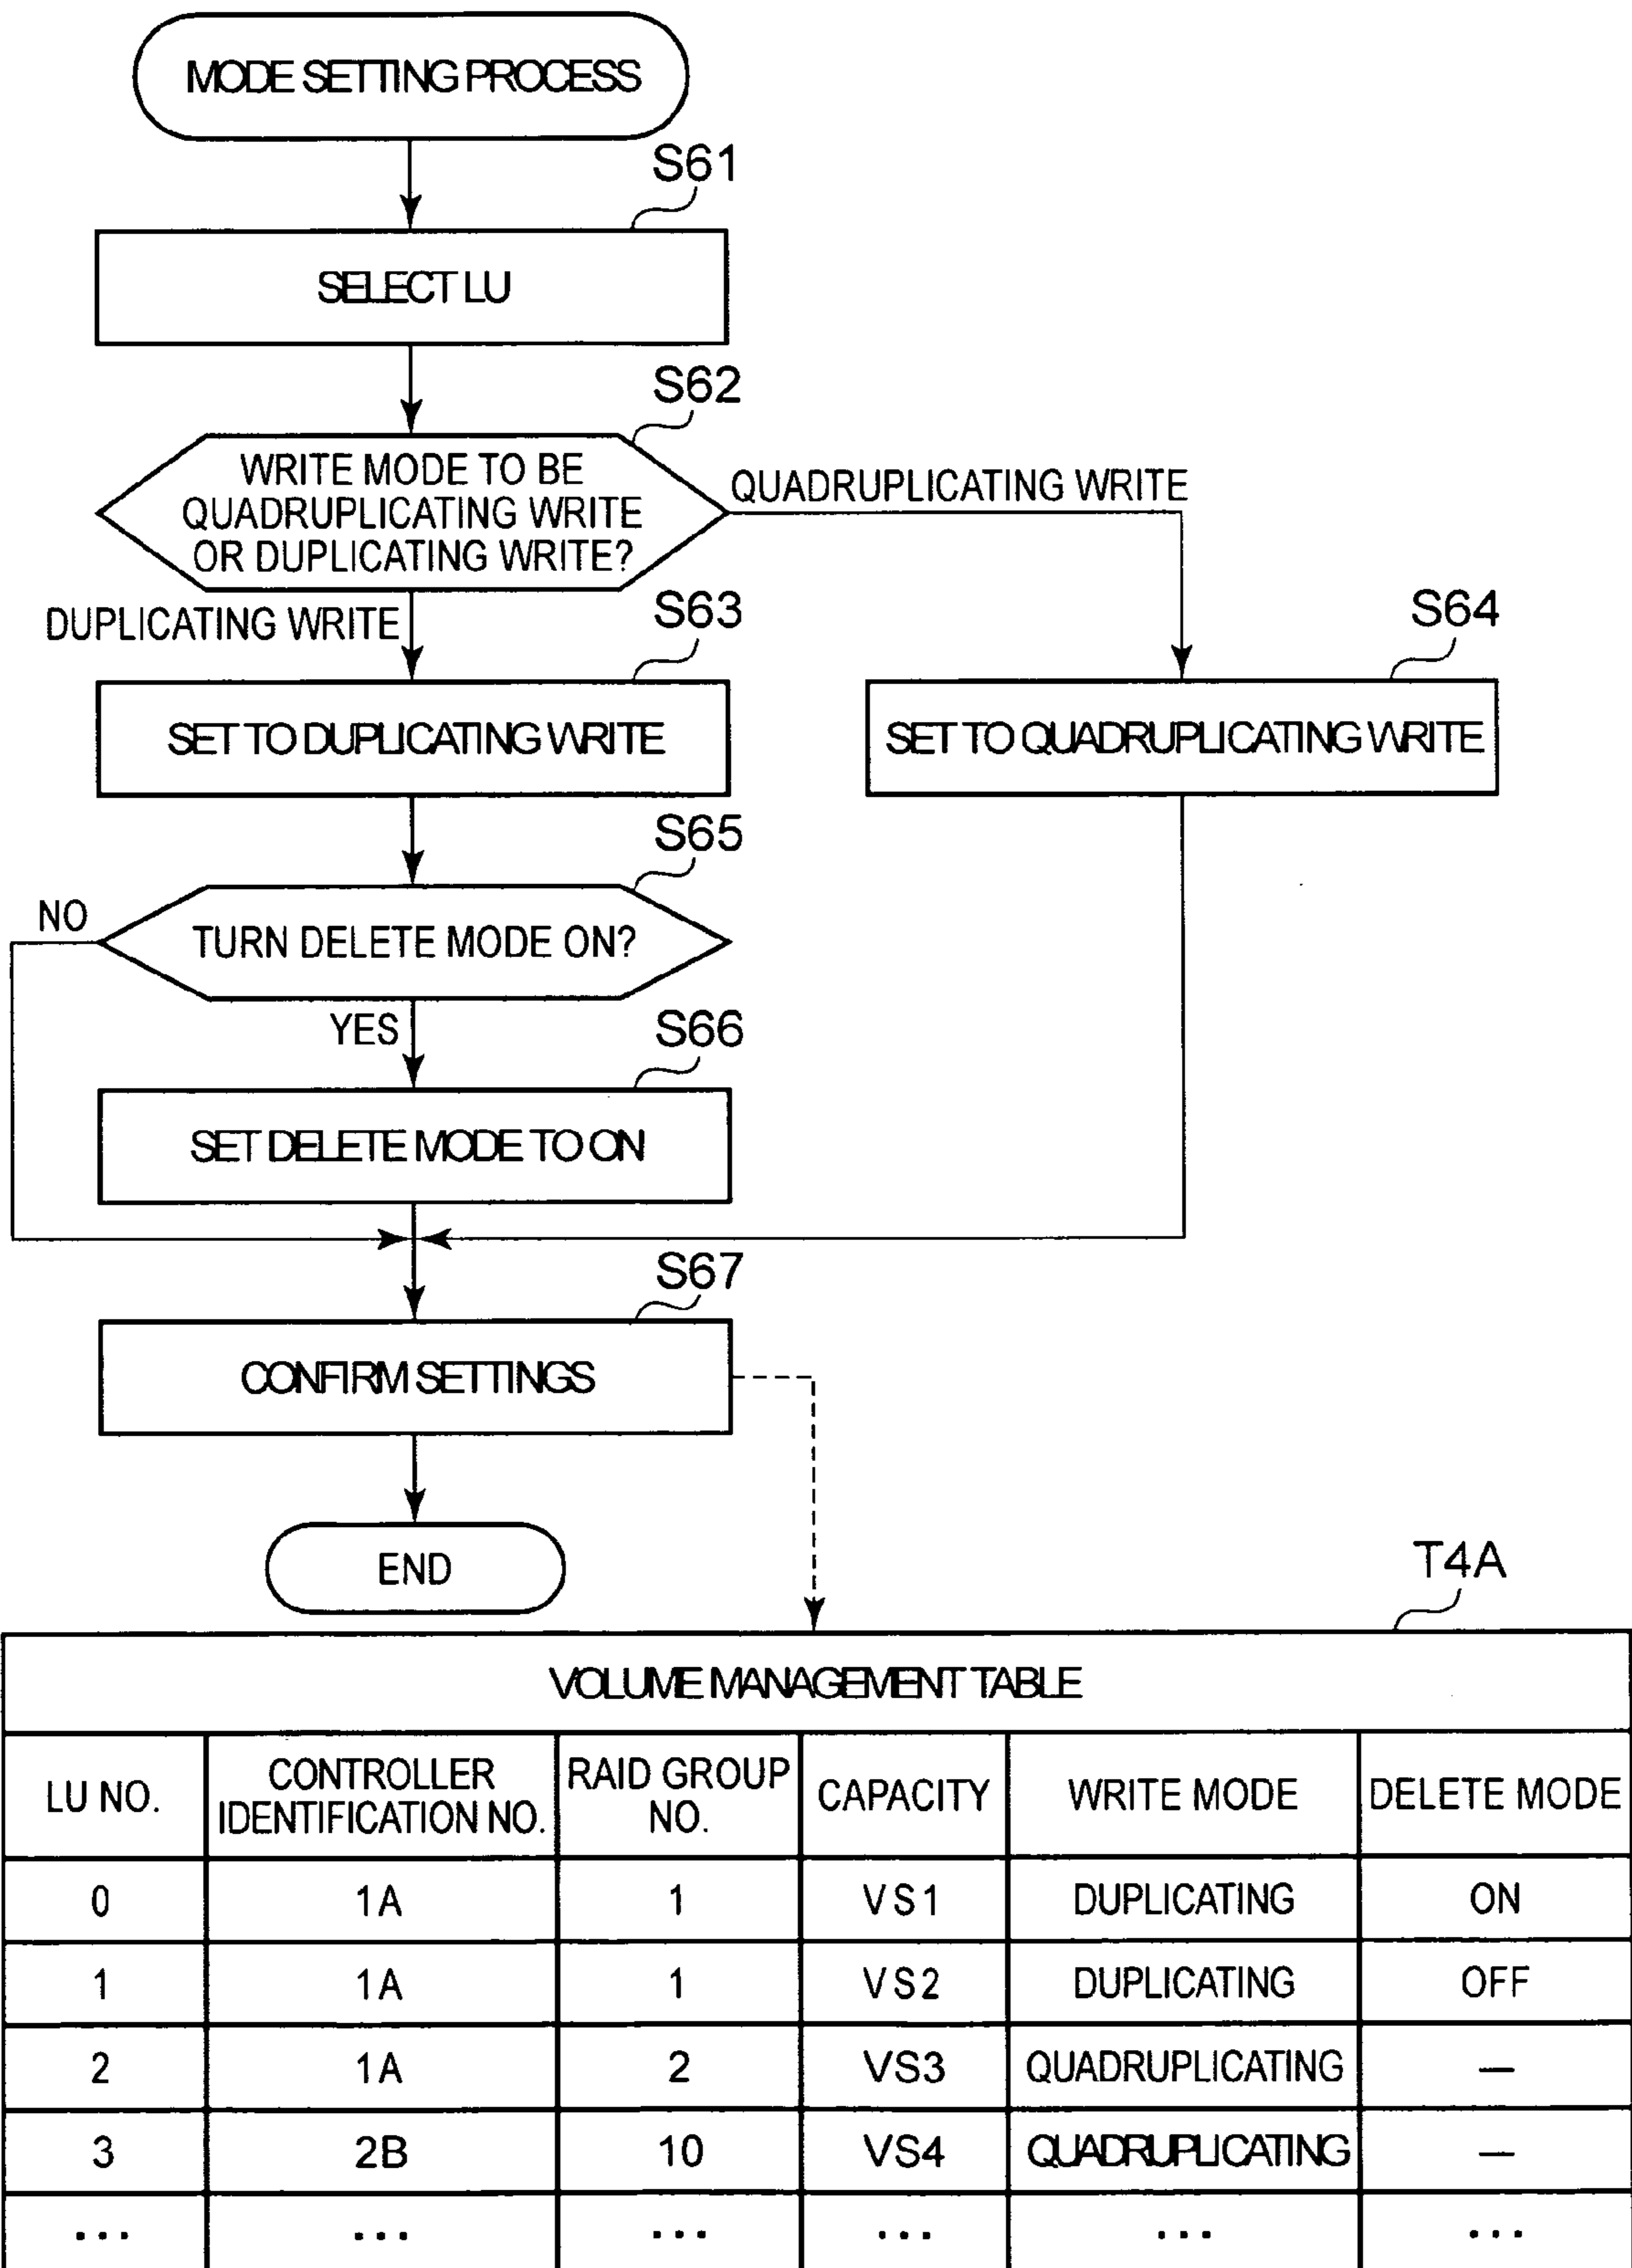 MODE SETTING PROCESS
S61
SELECT LU
S62
WRITE MODE TO BE
QUADRUPLICATING WRITE
OR DUPLICATING WRITE?
QUADRUPLICATING WRITE
DUPLICATING WRITE
S63
S64
SET TO DUPLICATING WRITE
SET TO QUADRUPLICATING WRITE
S65
NO
TURN DELETE MODE ON?
YES
S66
SET DELETE MODE TO ON
S67
CONFIRM SETTINGS
END
T4A
VOLUME MANAGEMENT TABLE
LU NO.
CONTROLLER
IDENTIFICATION NO.
RAID GROUP
NO.
CAPACITY
WRITE MODE
DELETE MODE
0 1A 1 VS1 DUPLICATING ON
1 1A 1 VS2 DUPLICATING OFF
2 1A 2 VS3 QUADRUPLICATING —
3 2B 10 VS4 QUADRUPLICATING —
... ... ... ... ... ...